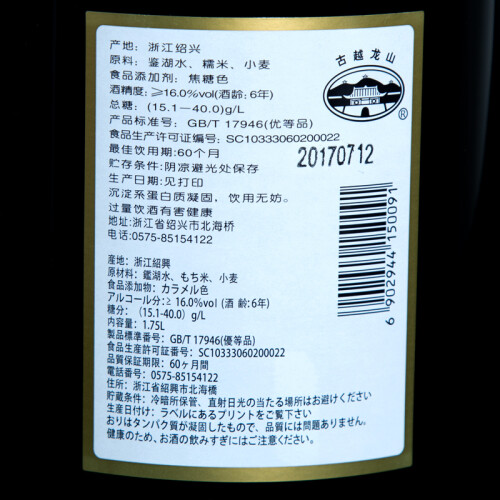 产地: 浙江绍兴
原料: 鉴湖水、糯米、小麦
食品添加剂: 焦糖色
酒精度: ≥16.0%vol(酒龄:6年)
总糖: (15.1—40.0)g/L
产品标准号: GB/T 17946(优等品)
食品生产许可证编号: SC10333060200022
最佳饮用期:60个月
贮存条件:阴凉避光处保存
生产日期:见打印
沉淀系蛋白质凝固，饮用无妨。
过量饮酒有害健康
地址:浙江省绍兴市北海桥
电话:0575-85154122
古越龙山
®
20170712
6 902944 150091
産地: 浙江紹興
原材料: 鑑湖水、もち米、小麦
食品添加物: カラメル色
アルコール分:≥ 16.0%vol (酒 齢:6年)
糖分: (15.1-40.0) g/L
内容量: 1.75L
製品標準番号: GB/T 17946(優等品)
食品生産許可証番号: SC10333060200022
品質保証期限: 60ヶ月間
電話番号: 0575-85154122
住所: 浙江省紹興市北海橋
貯蔵条件: 冷暗所保管、直射日光の当たる場所はお避けください
生産日付け: ラベルにあるプリントをご覧下さい
おりはタンパク質が凝固したもので、品質には問題ありません。
健康のため、お酒の飲みすぎにはご注意ください。